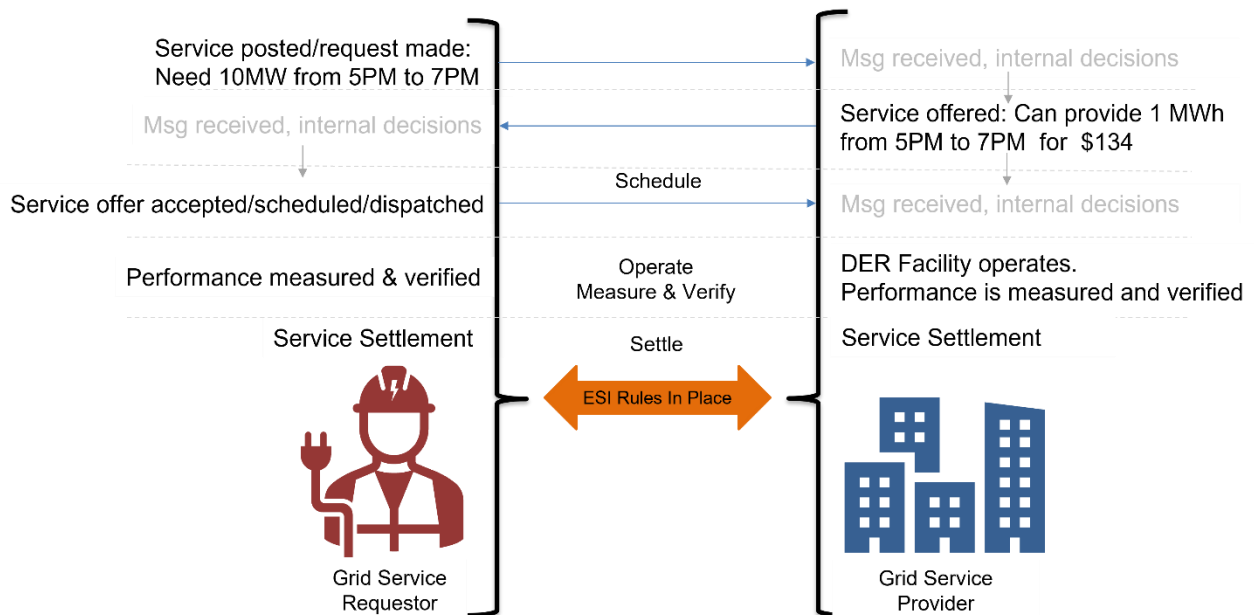 Service posted/request made:
Need 10MW from 5PM to 7PM
Msg received, internal decisions
Msg received, internal decisions
Service offered: Can provide 1 MWh
from 5PM to 7PM for $134
Schedule
Service offer accepted/scheduled/dispatched
Msg received, internal decisions
Performance measured & verified
Operate
Measure & Verify
DER Facility operates.
Performance is measured and verified
Service Settlement
Settle
Service Settlement
ESI Rules In Place
Grid Service
Requestor
Grid Service
Provider